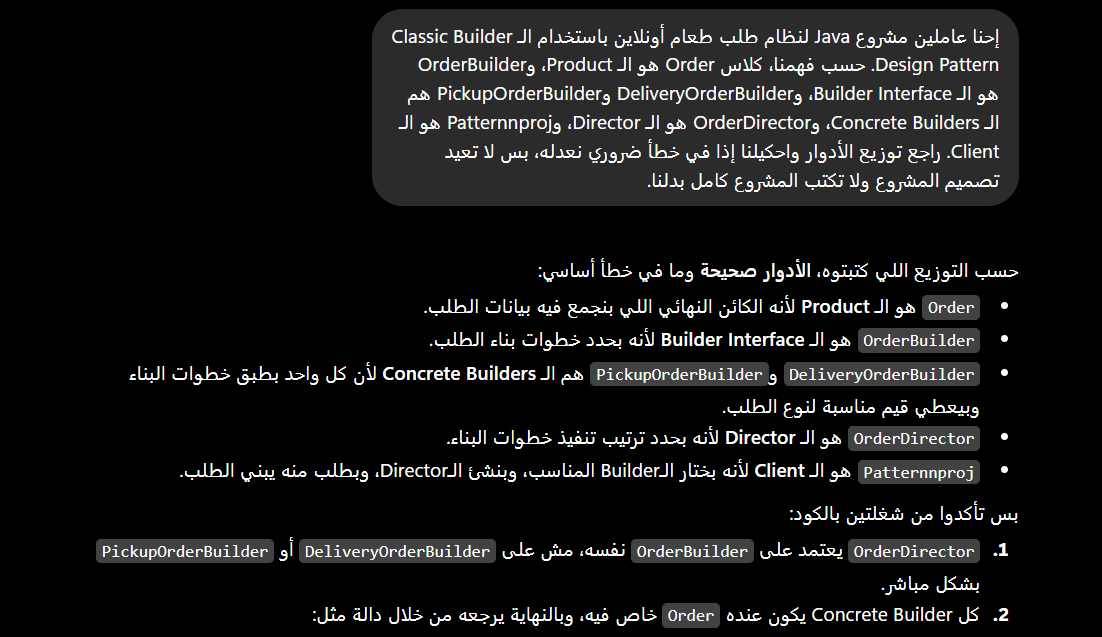 إحنا عاملين مشروع Java لنظام طلب طعام أونلاين باستخدام الـ Classic Builder
Design Pattern. حسب فهمنا، كلاس Order هو الـ Product، وOrderBuilder
هو الـ Builder Interface، وDeliveryOrderBuilder وPickupOrderBuilder هم
الـ Concrete Builders، وOrderDirector هو الـ Director، وPatternnproj هو الـ
Client. راجع توزيع الأدوار واحكيلنا إذا في خطأ ضروري نعدله، بس لا تعيد
تصميم المشروع ولا تكتب المشروع كامل بدلنا.
حسب التوزيع اللي كتبتوه، الأدوار صحيحة وما في خطأ أساسي:
• Order هو الـ Product لأنه الكائن النهائي اللي بنجمع فيه بيانات الطلب.
• OrderBuilder هو الـ Builder Interface لأنه بحدد خطوات بناء الطلب.
• DeliveryOrderBuilder وPickupOrderBuilder هم الـ Concrete Builders لأن كل واحد بطبق خطوات البناء
وبيعطي قيم مناسبة لنوع الطلب.
• OrderDirector هو الـ Director لأنه بحدد ترتيب تنفيذ خطوات البناء.
• Patternnproj هو الـ Client لأنه بختار الـBuilder المناسب، وبنشئ الـDirector، وبطلب منه يبني الطلب.
بس تأكدوا من شغلتين بالكود:
1. OrderDirector يعتمد على OrderBuilder نفسه، مش على DeliveryOrderBuilder أو PickupOrderBuilder
بشكل مباشر.
2. كل Concrete Builder يكون عنده Order خاص فيه، وبالنهاية يرجعه من خلال دالة مثل: